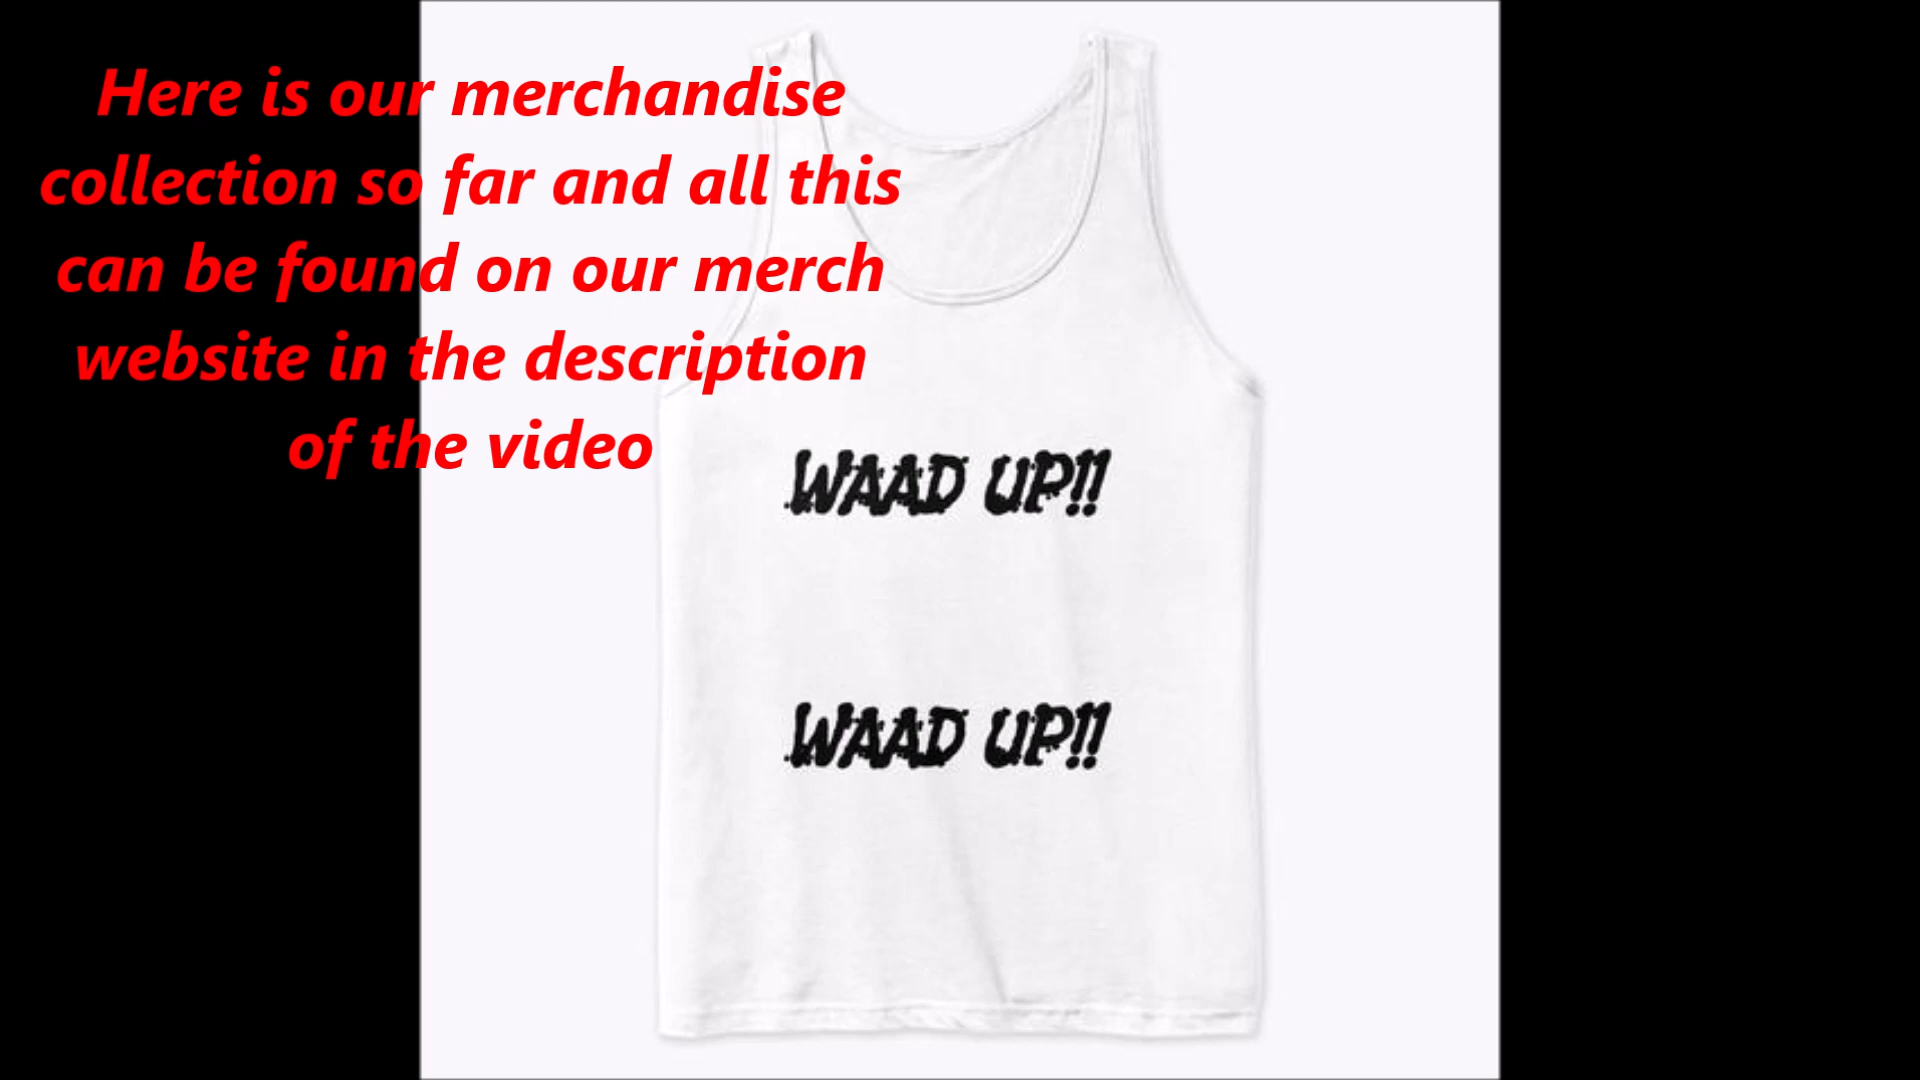 Here is our merchandise
collection so far and all this
can be found on our merch
website in the description
of the video
WAAD UP!!
WAAD UP!!